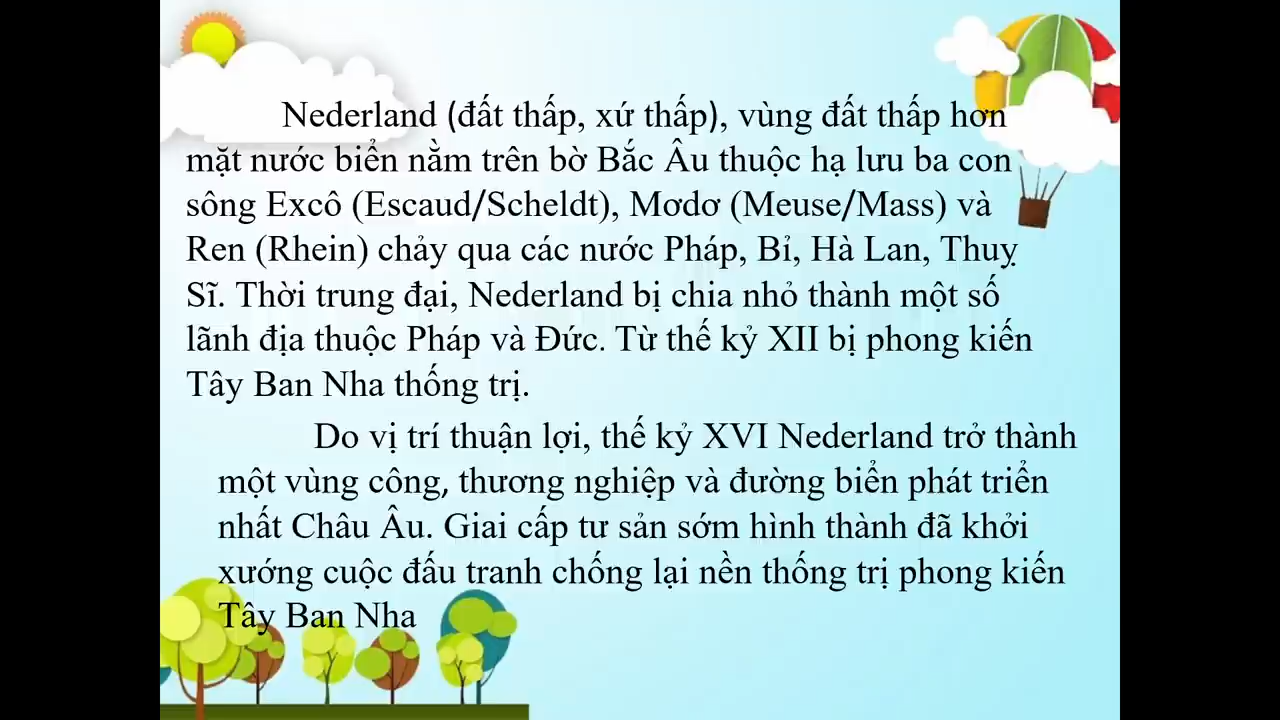 Nederland (đất thấp, xứ thấp), vùng đất thấp hơn
mặt nước biển nằm trên bờ Bắc Âu thuộc hạ lưu ba con
sông Excô (Escaud/Scheldt), Mơdơ (Meuse/Mass) và
Ren (Rhein) chảy qua các nước Pháp, Bỉ, Hà Lan, Thuỵ
Sĩ. Thời trung đại, Nederland bị chia nhỏ thành một số
lãnh địa thuộc Pháp và Đức. Từ thế kỷ XII bị phong kiến
Tây Ban Nha thống trị.
Do vị trí thuận lợi, thế kỷ XVI Nederland trở thành
một vùng công, thương nghiệp và đường biển phát triển
nhất Châu Âu. Giai cấp tư sản sớm hình thành đã khởi
xướng cuộc đấu tranh chống lại nền thống trị phong kiến
Tây Ban Nha